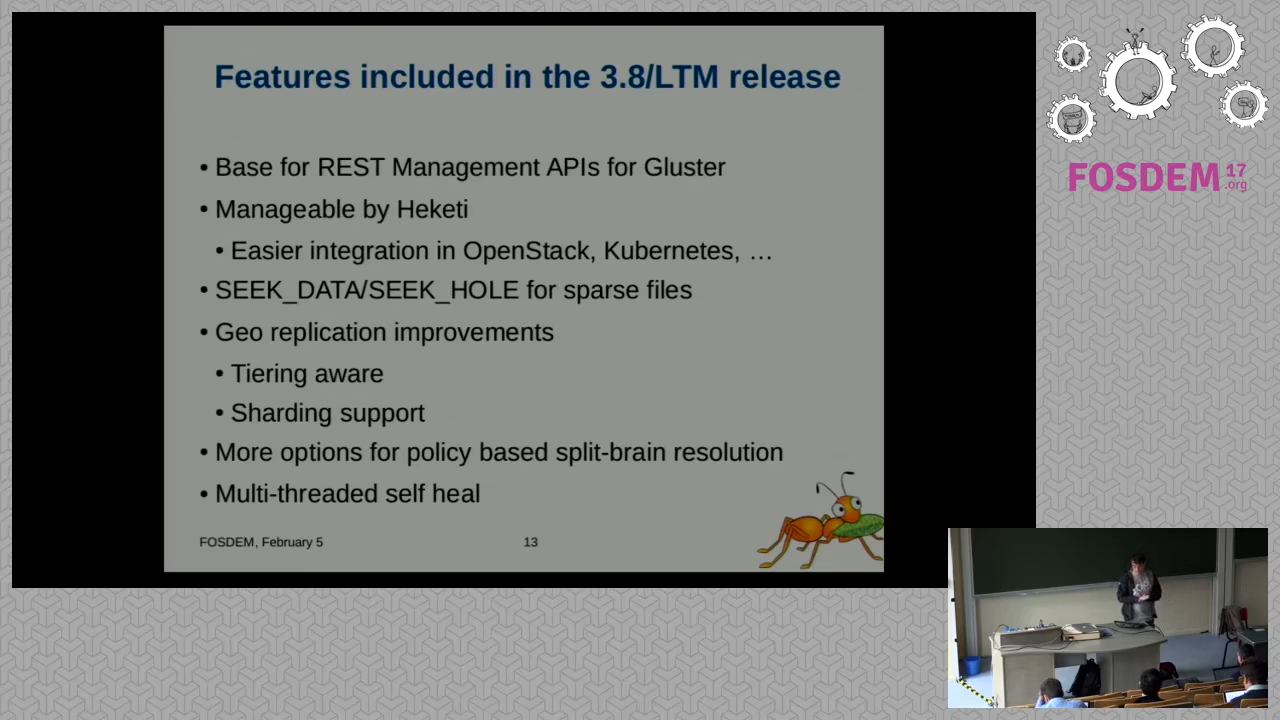 Features included in the 3.8/LTM release
• Base for REST Management APIs for Gluster
• Manageable by Heketi
• Easier integration in OpenStack, Kubernetes, …
• SEEK_DATA/SEEK_HOLE for sparse files
• Geo replication improvements
• Tiering aware
• Sharding support
• More options for policy based split-brain resolution
• Multi-threaded self heal
FOSDEM, February 5
13
FOSDEM 17
.org